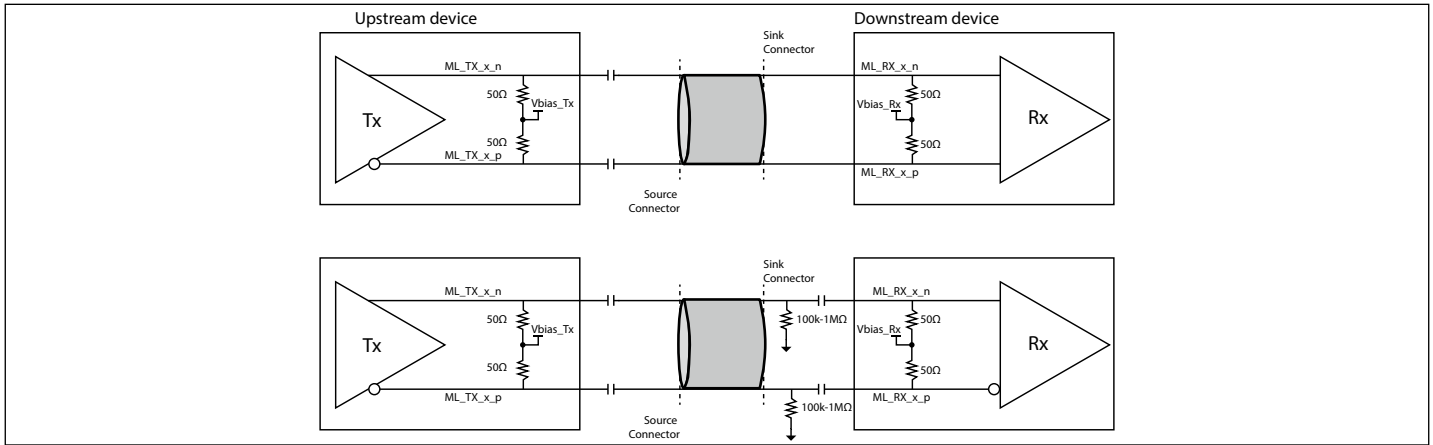 Upstream device
Downstream device
Sink
Connector
ML_TX_x_n
ML_RX_x_n
50Ω
Vbias_Tx
Vbias_Rx
50Ω
Tx
Rx
50Ω
50Ω
ML_TX_x_p
ML_RX_x_p
Source
Connector
Sink
Connector
ML_TX_x_n
ML_RX_x_n
50Ω
100k-1MΩ
50Ω
Vbias_Tx
Vbias_Rx
Tx
Rx
50Ω
50Ω
ML_TX_x_p
ML_RX_x_p
100k-1MΩ
Source
Connector